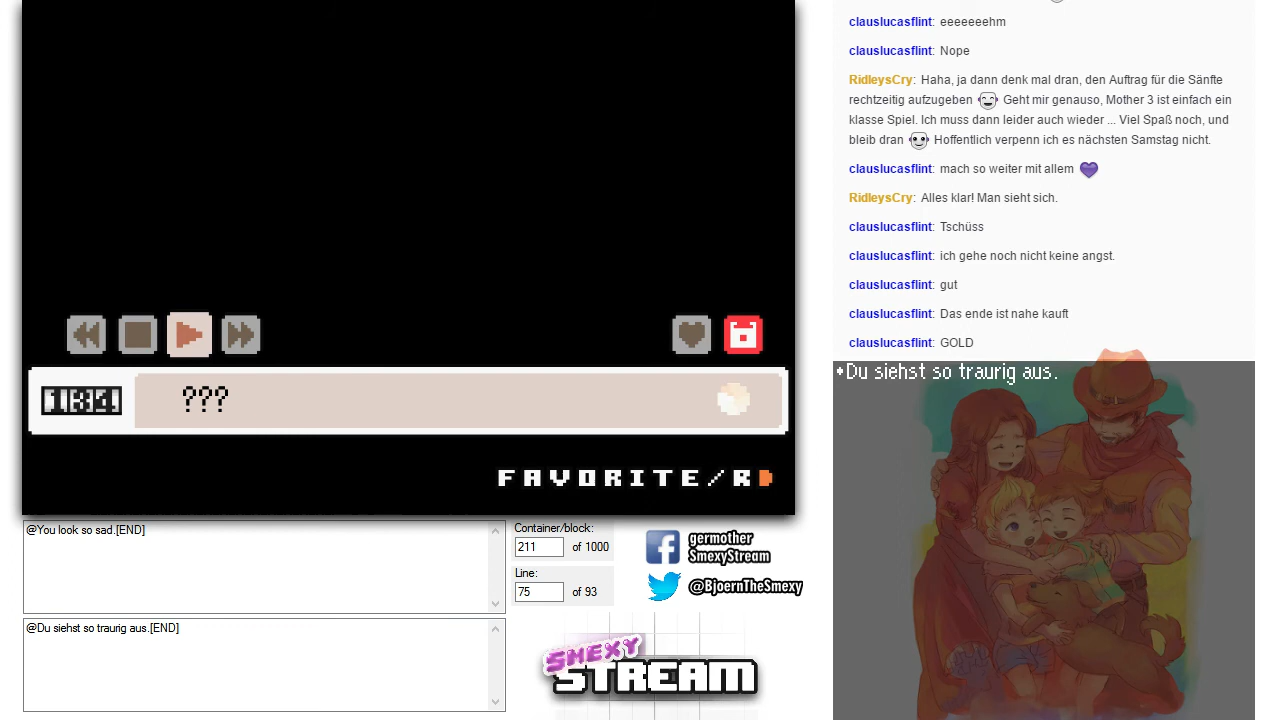 ???
FAVORITE/R
@You look so sad.[END]
@Du siehst so traurig aus.[END]
Container/block:
211 of 1000
Line:
75 of 93
germother
SmexyStream
@BjoernTheSmexy
SMEXY
STREAM
clauslucasflint: eeeeeeehm
clauslucasflint: Nope
RidleysCry: Haha, ja dann denk mal dran, den Auftrag für die Sänfte
rechtzeitig aufzugeben Geht mir genauso, Mother 3 ist einfach ein
klasse Spiel. Ich muss dann leider auch wieder ... Viel Spaß noch, und
bleib dran Hoffentlich verpenn ich es nächsten Samstag nicht.
clauslucasflint: mach so weiter mit allem
RidleysCry: Alles klar! Man sieht sich.
clauslucasflint: Tschüss
clauslucasflint: ich gehe noch nicht keine angst.
clauslucasflint: gut
clauslucasflint: Das ende ist nahe kauft
clauslucasflint: GOLD
•Du siehst so traurig aus.